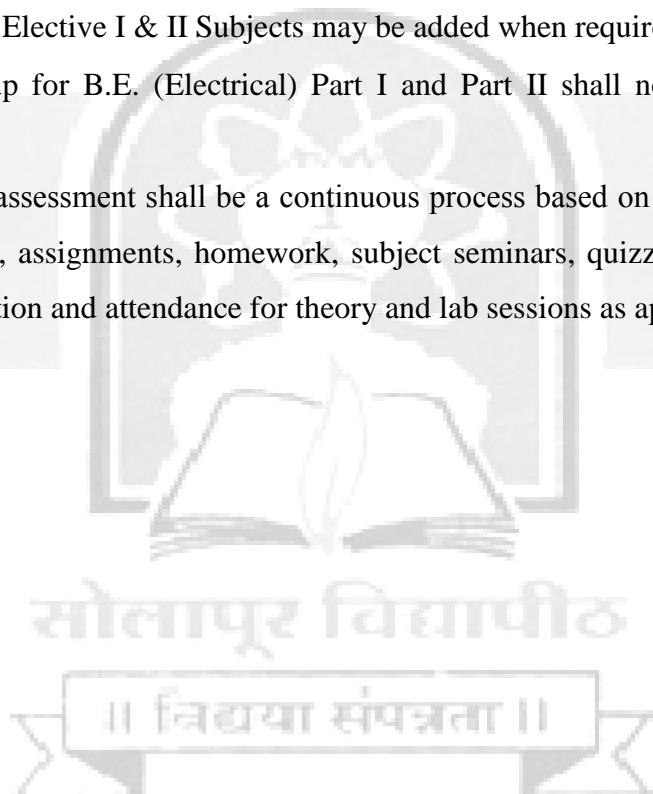 Elective I & II Subjects may be added when require
p for B.E. (Electrical) Part I and Part II shall no
assessment shall be a continuous process based on
, assignments, homework, subject seminars, quizz
tion and attendance for theory and lab sessions as ap
सोलापूर विद्यापीठ
॥ विद्यया संपन्नता ॥